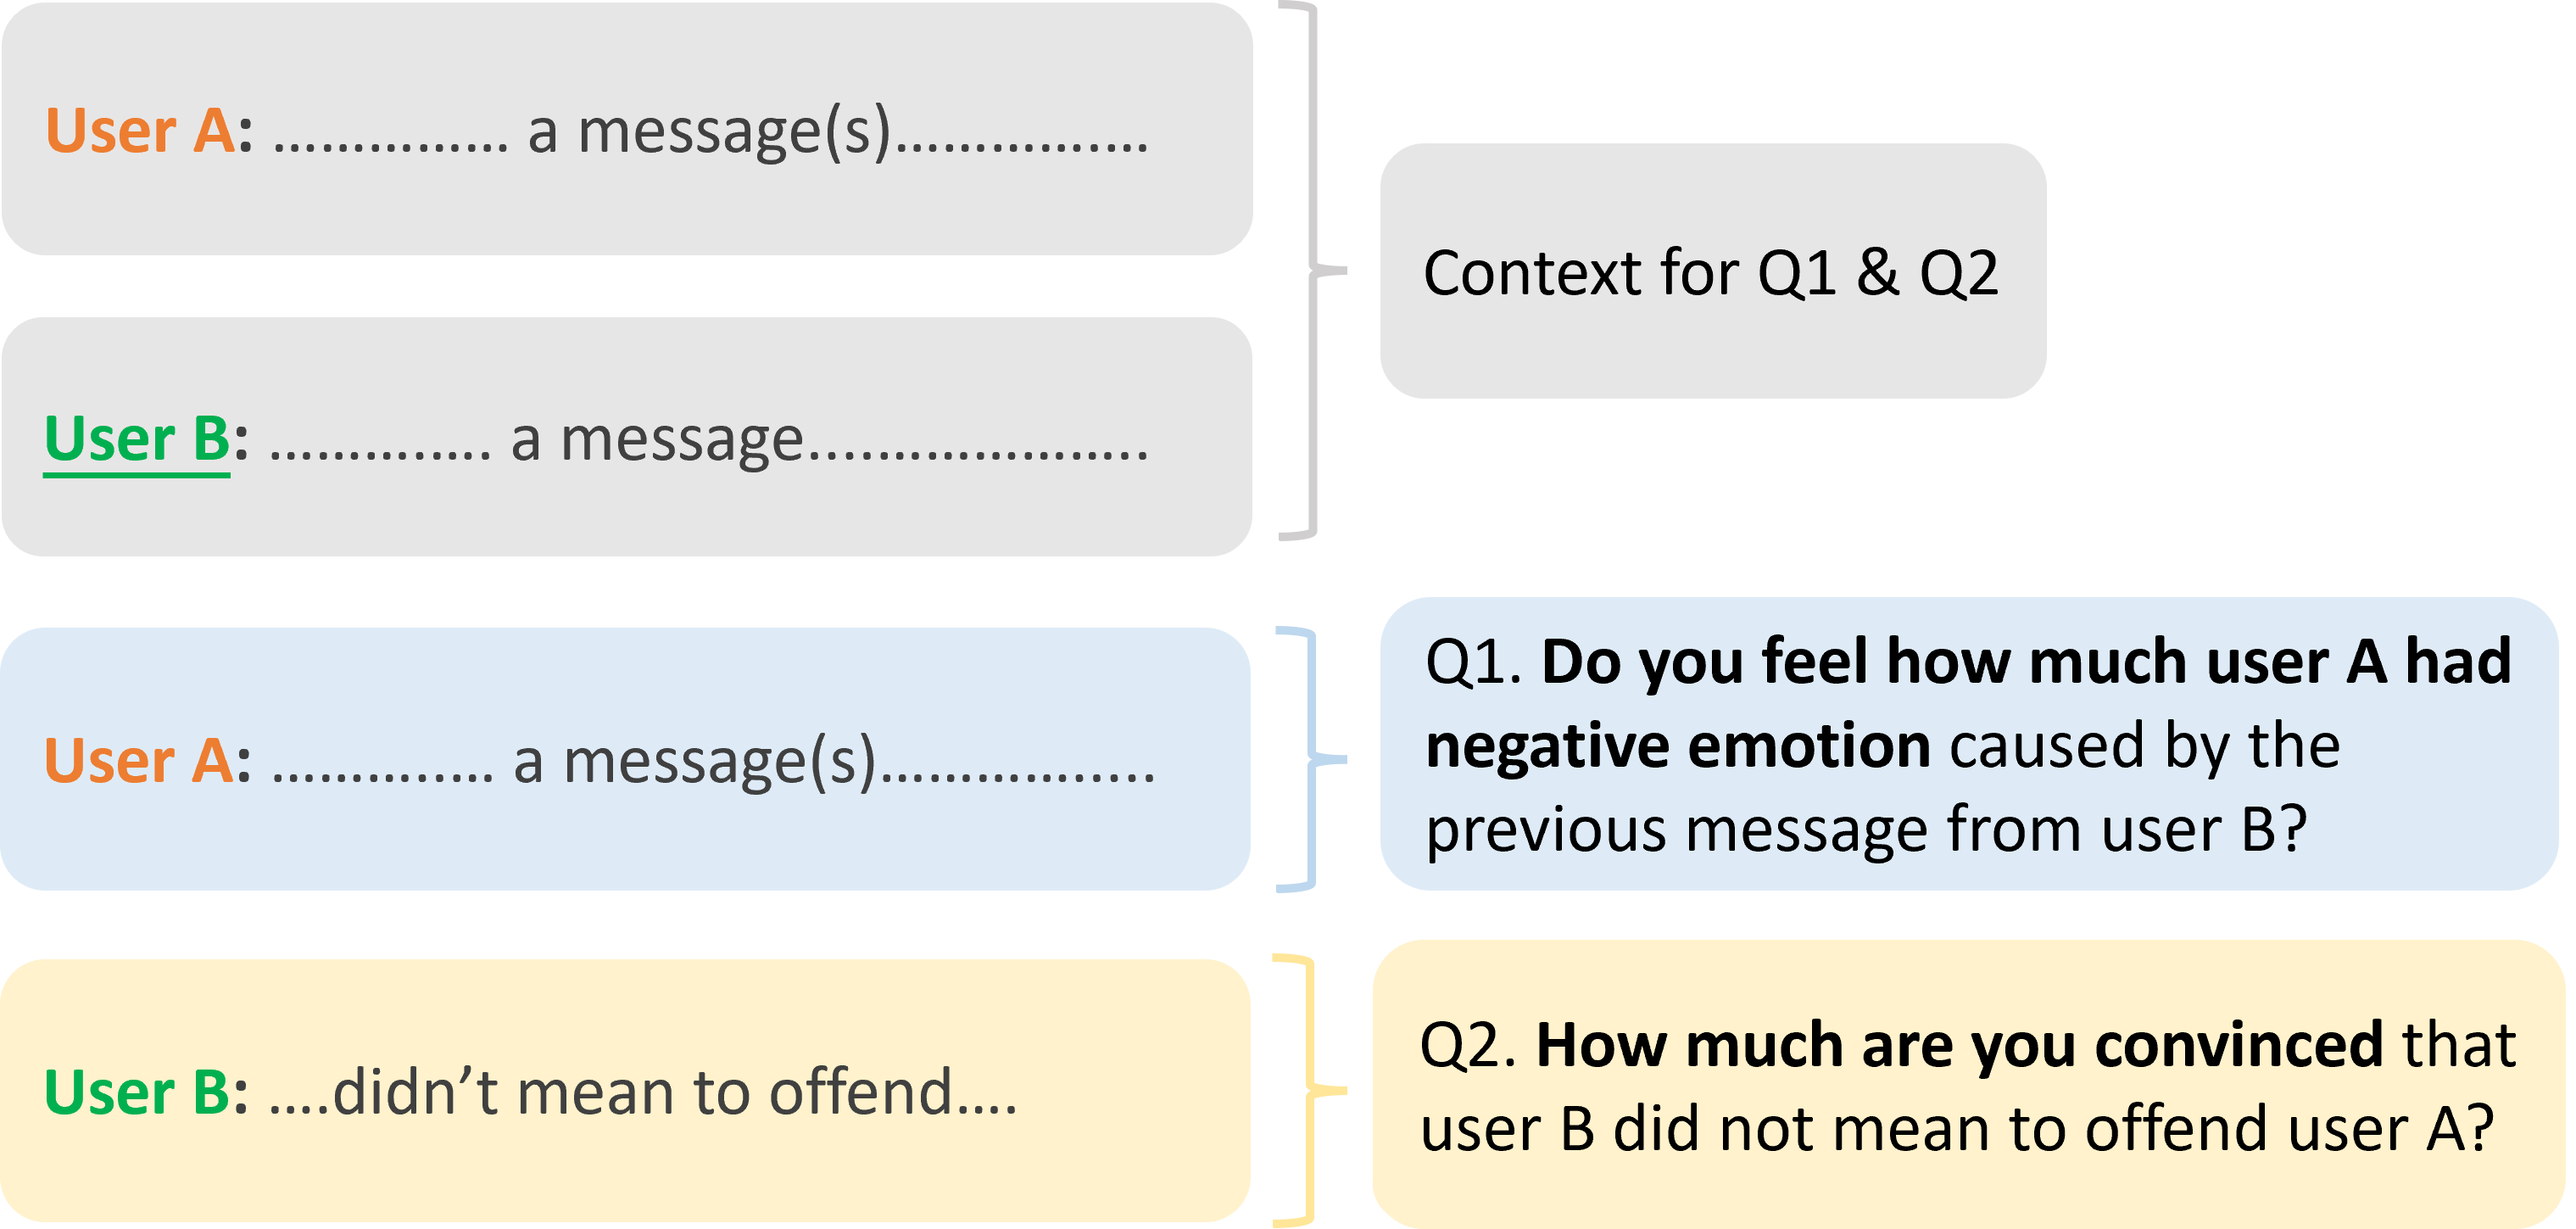 User A: …………… a message(s)…………….
Context for Q1 & Q2
User B: …………. a message.…………………
User A: …………… a message(s)……………...
Q1. Do you feel how much user A had
negative emotion caused by the
previous message from user B?
User B: ….didn’t mean to offend….
Q2. How much are you convinced that
user B did not mean to offend user A?